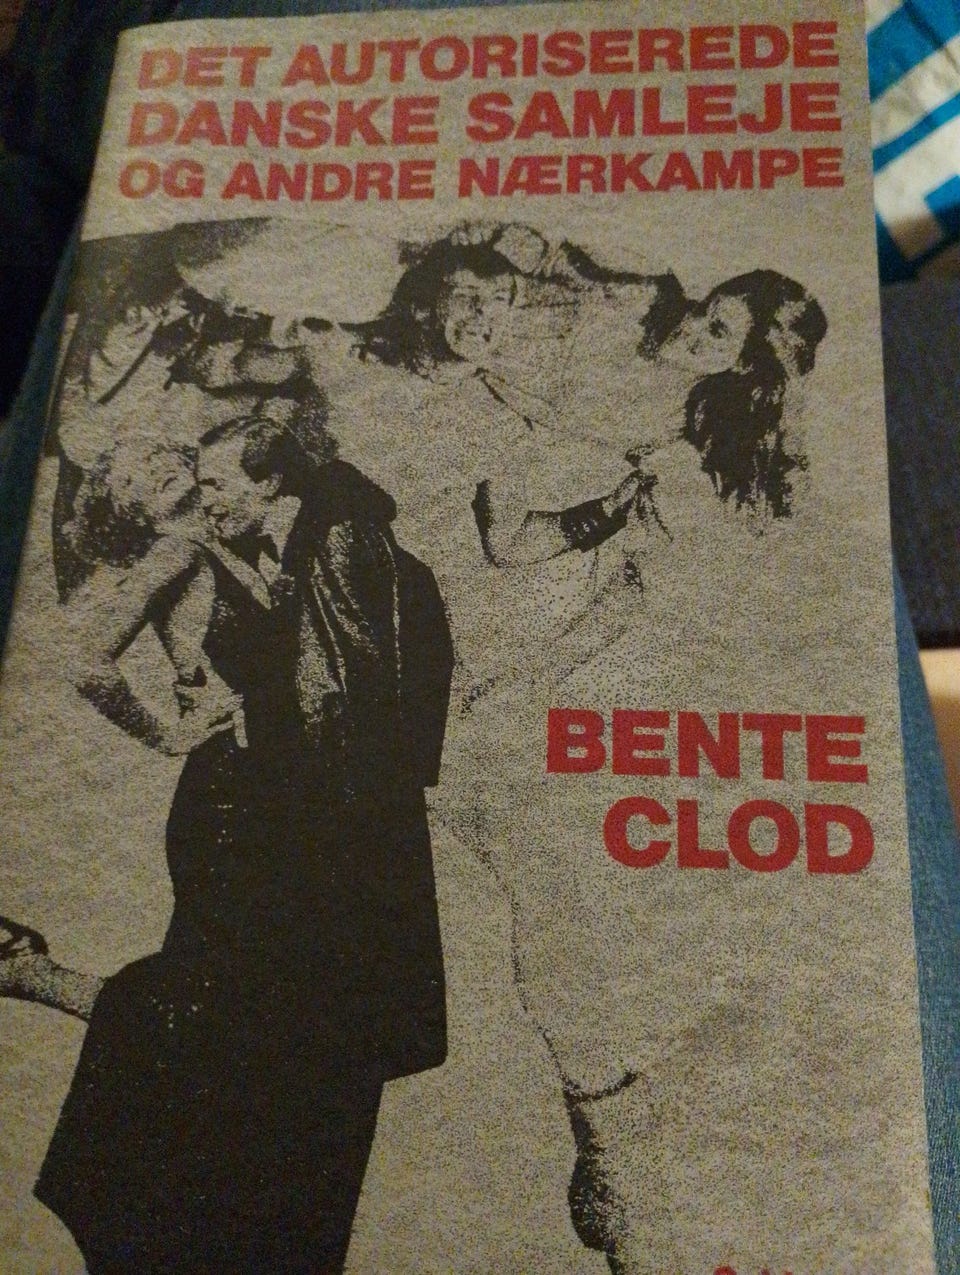 DET AUTORISEREDE
DANSKE SAMLEJE
OG ANDRE NÆRKAMPE
BENTE
CLOD